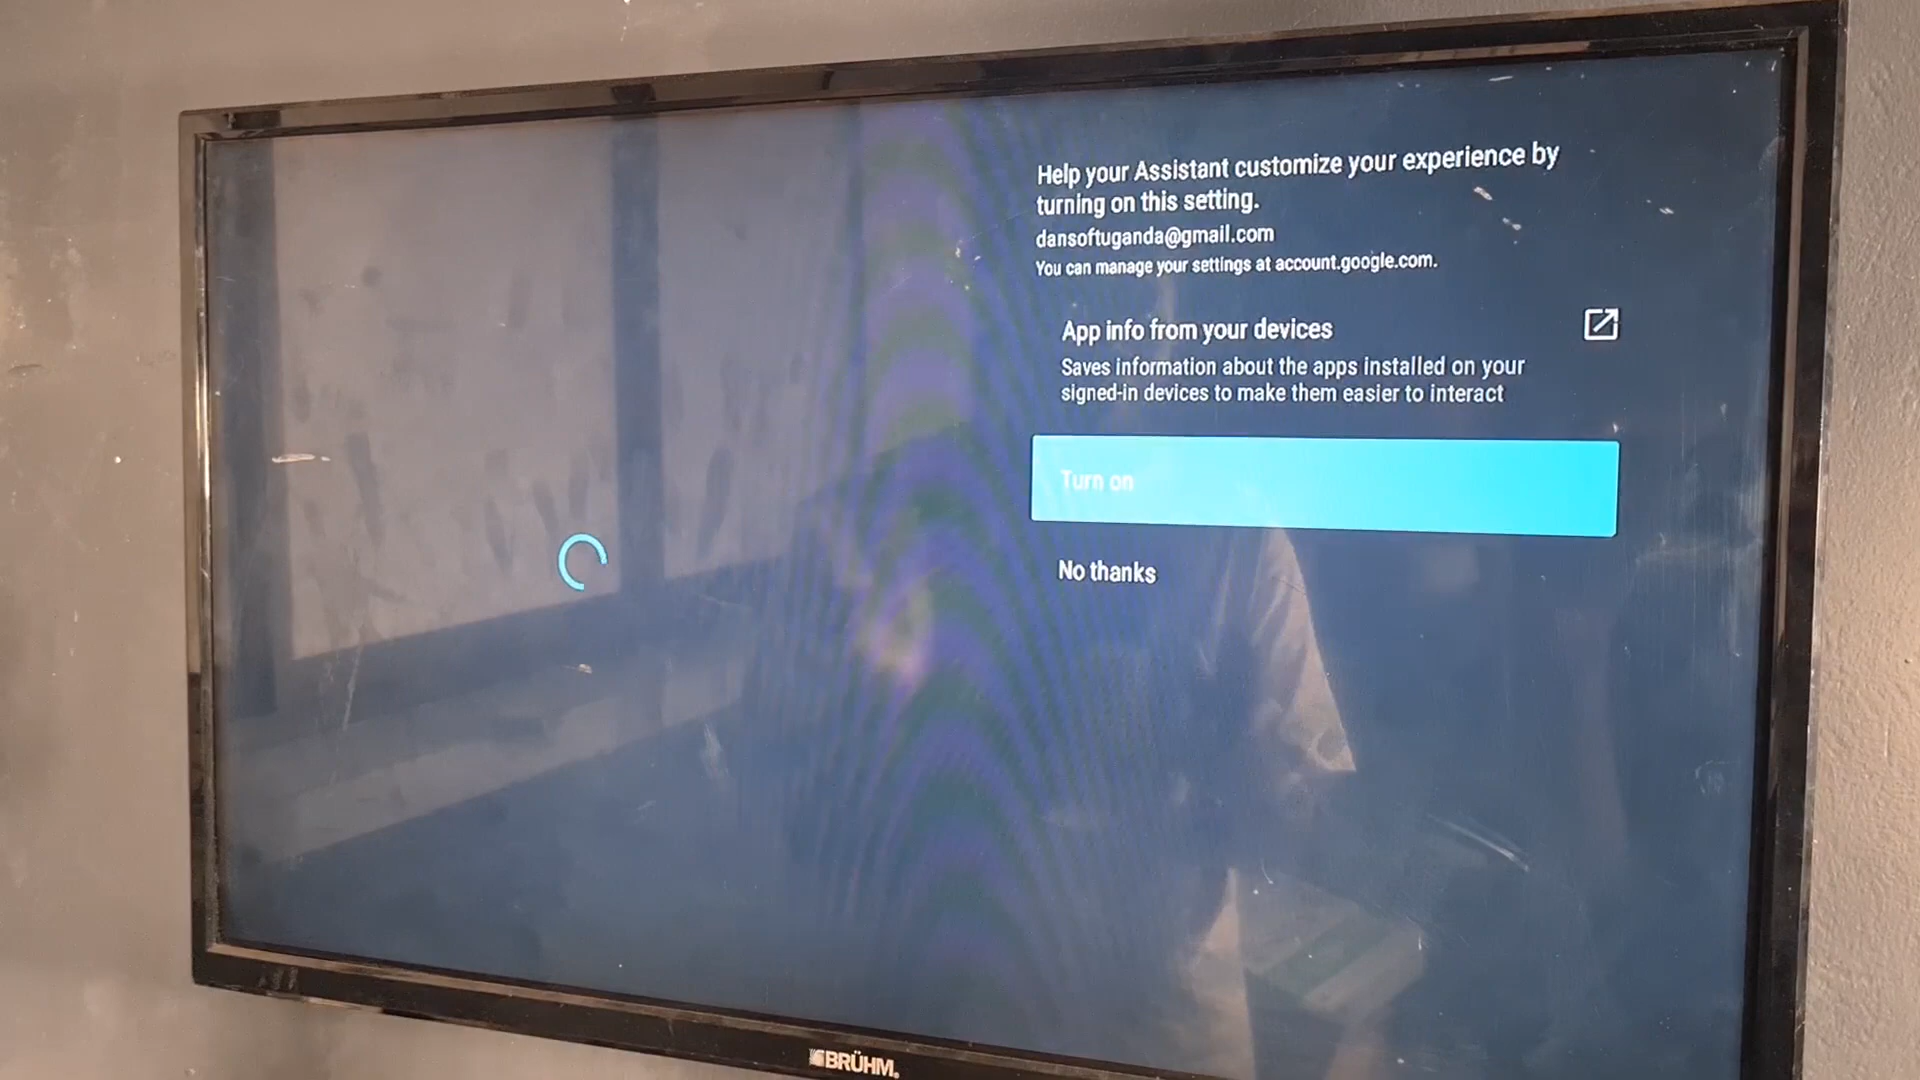 Help your Assistant customize your experience by
turning on this setting.
dansoftuganda@gmail.com
You can manage your settings at account.google.com.
App info from your devices
Saves information about the apps installed on your
signed-in devices to make them easier to interact
Turn on
No thanks
BRÜHM.